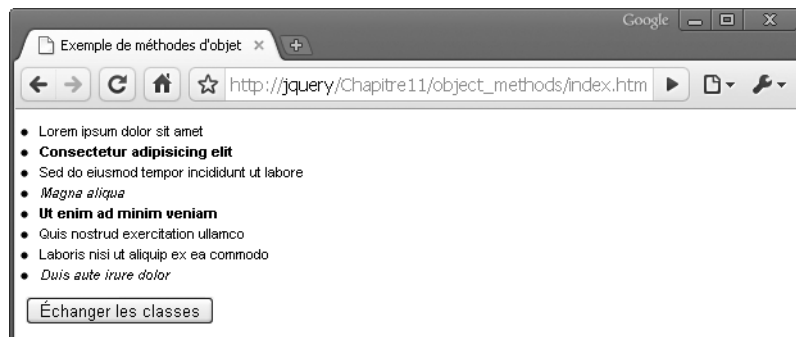 Google
Exemple de méthodes d'objet
http://jquery/Chapitre11/object_methods/index.htm
Lorem ipsum dolor sit amet
Consectetur adipisicing elit
Sed do eiusmod tempor incididunt ut labore
Magna aliqua
Ut enim ad minim veniam
Quis nostrud exercitation ullamco
Laboris nisi ut aliquip ex ea commodo
Duis aute irure dolor
Échanger les classes